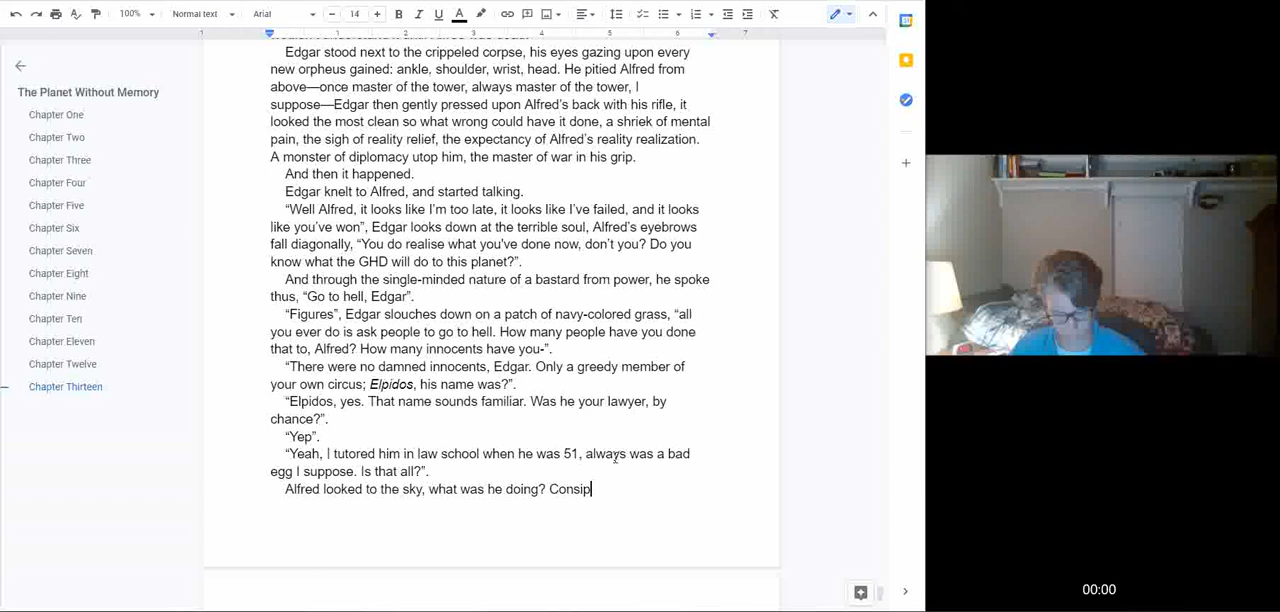 100%
Normal text
Arial
14
B I U A
1 1 2 3 4 5 6 7
The Planet Without Memory
Chapter One
Chapter Two
Chapter Three
Chapter Four
Chapter Five
Chapter Six
Chapter Seven
Chapter Eight
Chapter Nine
Chapter Ten
Chapter Eleven
Chapter Twelve
Chapter Thirteen
Edgar stood next to the crippeled corpse, his eyes gazing upon every
new orpheus gained: ankle, shoulder, wrist, head. He pitied Alfred from
above—once master of the tower, always master of the tower, I
suppose—Edgar then gently pressed upon Alfred’s back with his rifle, it
looked the most clean so what wrong could have it done, a shriek of mental
pain, the sigh of reality relief, the expectancy of Alfred’s reality realization.
A monster of diplomacy utop him, the master of war in his grip.
And then it happened.
Edgar knelt to Alfred, and started talking.
“Well Alfred, it looks like I’m too late, it looks like I’ve failed, and it looks
like you’ve won”, Edgar looks down at the terrible soul, Alfred’s eyebrows
fall diagonally, “You do realise what you've done now, don’t you? Do you
know what the GHD will do to this planet?”.
And through the single-minded nature of a bastard from power, he spoke
thus, “Go to hell, Edgar”.
“Figures”, Edgar slouches down on a patch of navy-colored grass, “all
you ever do is ask people to go to hell. How many people have you done
that to, Alfred? How many innocents have you-”.
“There were no damned innocents, Edgar. Only a greedy member of
your own circus; Elpidos, his name was?”.
“Elpidos, yes. That name sounds familiar. Was he your lawyer, by
chance?”.
“Yep”.
“Yeah, I tutored him in law school when he was 51, always was a bad
egg I suppose. Is that all?”.
Alfred looked to the sky, what was he doing? Consip
00:00